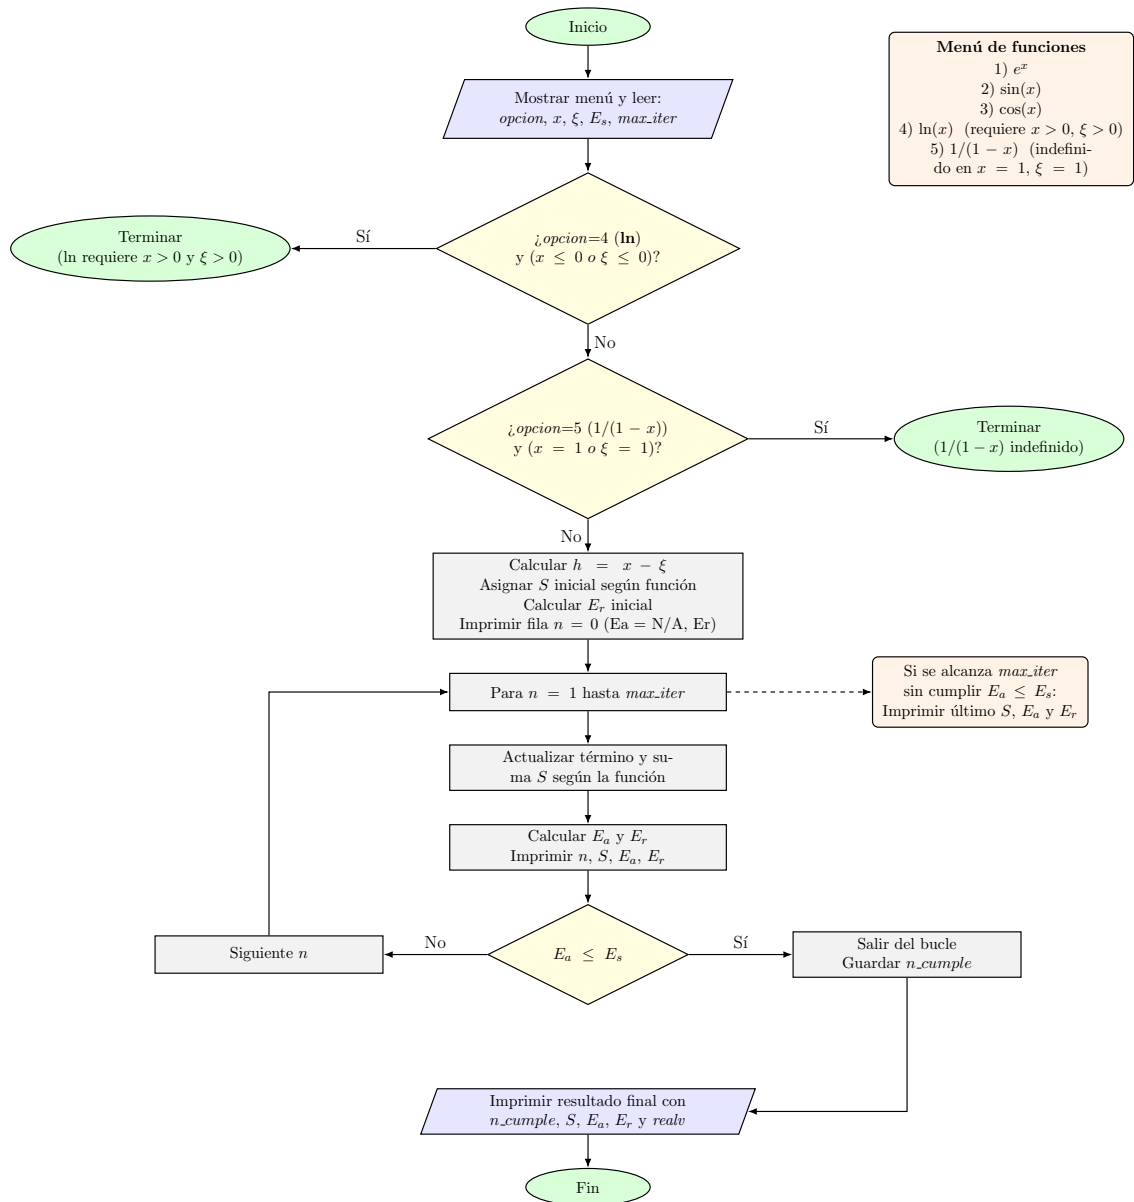 Inicio
Menú de funciones
1) e^x
2) sin(x)
3) cos(x)
4) ln(x) (requiere x > 0, ξ > 0)
5) 1/(1 − x) (indefini-
do en x = 1, ξ = 1)
Mostrar menú y leer:
opcion, x, ξ, E_s, max_iter
¿opcion=4 (ln)
y (x ≤ 0 o ξ ≤ 0)?
Sí
Terminar
(ln requiere x > 0 y ξ > 0)
No
¿opcion=5 (1/(1 − x))
y (x = 1 o ξ = 1)?
Sí
Terminar
(1/(1 − x) indefinido)
No
Calcular h = x − ξ
Asignar S inicial según función
Calcular E_r inicial
Imprimir fila n = 0 (Ea = N/A, Er)
Para n = 1 hasta max_iter
Si se alcanza max_iter
sin cumplir E_a ≤ E_s:
Imprimir último S, E_a y E_r
Actualizar término y su-
ma S según la función
Calcular E_a y E_r
Imprimir n, S, E_a, E_r
E_a ≤ E_s
No
Siguiente n
Sí
Salir del bucle
Guardar n_cumple
Imprimir resultado final con
n_cumple, S, E_a, E_r y realv
Fin